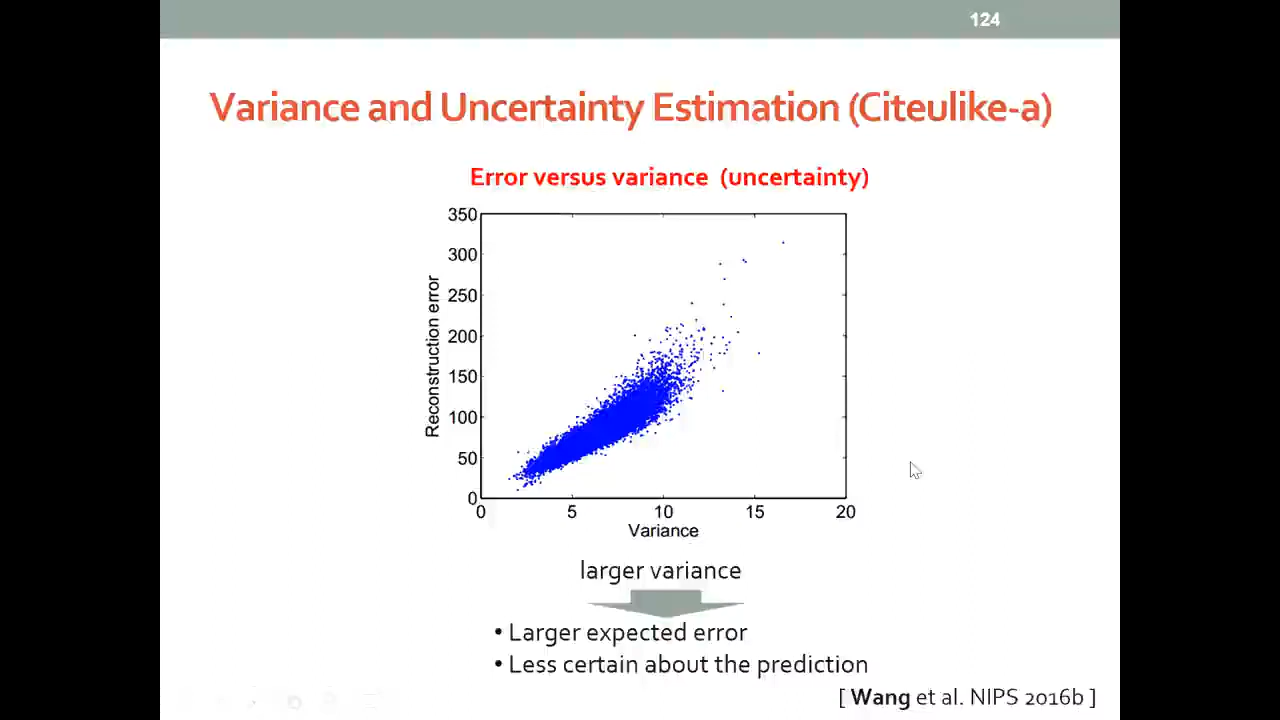 124
Variance and Uncertainty Estimation (Citeulike-a)
Error versus variance (uncertainty)
350
300
250
200
150
100
50
0
Reconstruction error
0 5 10 15 20
Variance
larger variance
• Larger expected error
• Less certain about the prediction
[ Wang et al. NIPS 2016b ]